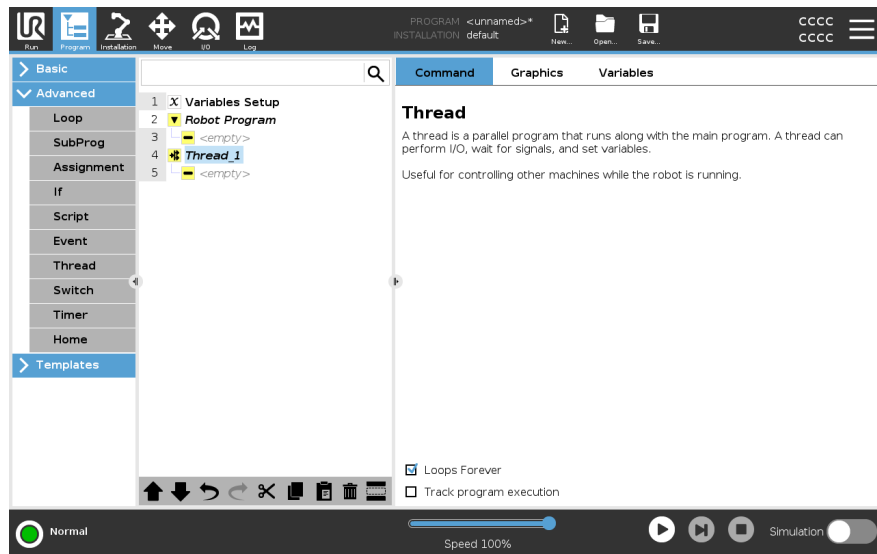 PROGRAM <unnamed>*
INSTALLATION default
CCCC
CCCC
Run
Program
Installation
Move
I/O
Log
New...
Open...
Save...
Basic
Advanced
Loop
SubProg
Assignment
If
Script
Event
Thread
Switch
Timer
Home
Templates
1 X Variables Setup
2 Robot Program
3 <empty>
4 Thread_1
5 <empty>
Command Graphics Variables
Thread
A thread is a parallel program that runs along with the main program. A thread can
perform I/O, wait for signals, and set variables.
Useful for controlling other machines while the robot is running.
Loops Forever
Track program execution
Normal
Speed 100%
Simulation